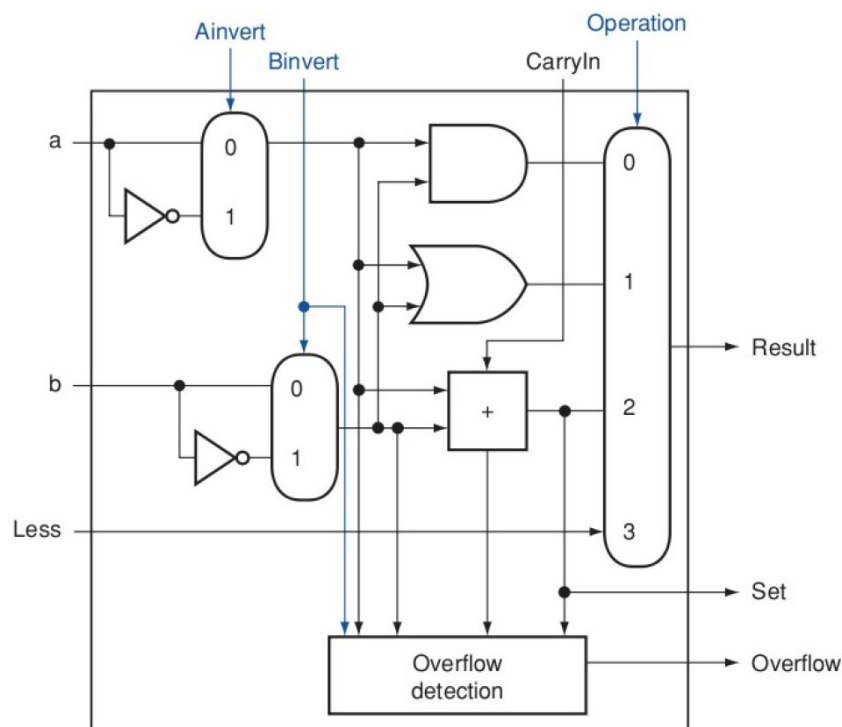 Operation
Ainvert
Binvert
CarryIn
a
0
1
0
1
b
0
1
+
2
Less
3
Set
Result
Overflow
detection
Overflow